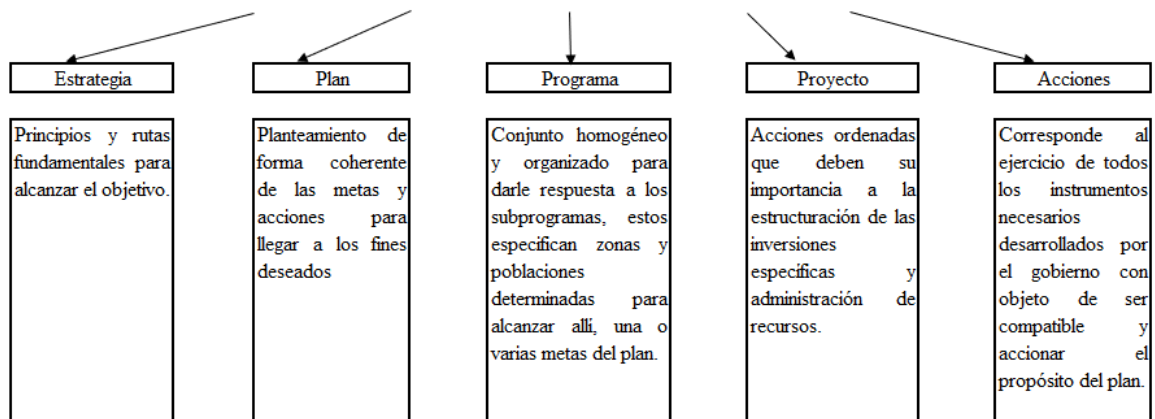 Estrategia
Plan
Programa
Proyecto
Acciones
Principios y rutas
fundamentales para
alcanzar el objetivo.
Planteamiento de
forma coherente
de las metas y
acciones para
llegar a los fines
deseados
Conjunto homogéneo
y organizado para
darle respuesta a los
subprogramas, estos
especifican zonas y
poblaciones
determinadas para
alcanzar allí, una o
varias metas del plan.
Acciones ordenadas
que deben su
importancia a la
estructuración de las
inversiones
específicas y
administración de
recursos.
Corresponde al
ejercicio de todos
los instrumentos
necesarios
desarrollados por
el gobierno con
objeto de ser
compatible y
accionar el
propósito del plan.